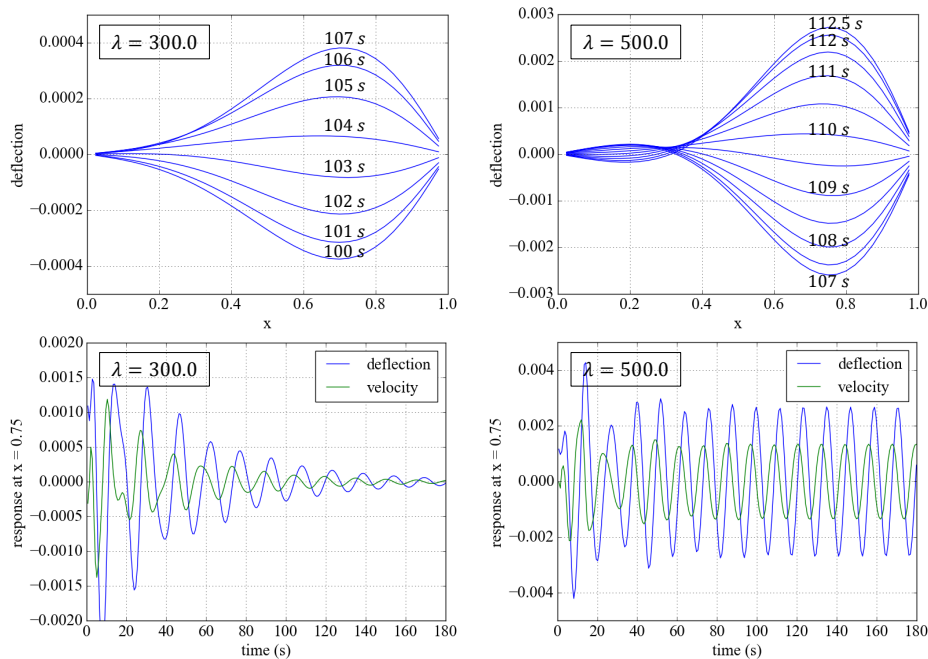 λ = 300.0
0.0004
0.0002
0.0000
−0.0002
−0.0004
deflection
107 s
106 s
105 s
104 s
103 s
102 s
101 s
100 s
0.0 0.2 0.4 0.6 0.8 1.0
x
λ = 500.0
0.003
0.002
0.001
0.000
−0.001
−0.002
−0.003
deflection
112.5 s
112 s
111 s
110 s
109 s
108 s
107 s
0.0 0.2 0.4 0.6 0.8 1.0
x
λ = 300.0
deflection
velocity
0.0020
0.0015
0.0010
0.0005
0.0000
−0.0005
−0.0010
−0.0015
−0.0020
response at x = 0.75
0 20 40 60 80 100 120 140 160 180
time (s)
λ = 500.0
deflection
velocity
0.004
0.002
0.000
−0.002
−0.004
response at x = 0.75
0 20 40 60 80 100 120 140 160 180
time (s)